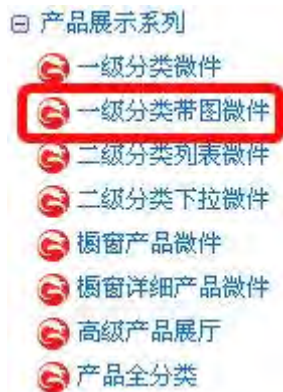 产品展示系列
一级分类微件
一级分类带图微件
二级分类列表微件
二级分类下拉微件
橱窗产品微件
橱窗详细产品微件
高级产品展厅
产品全分类